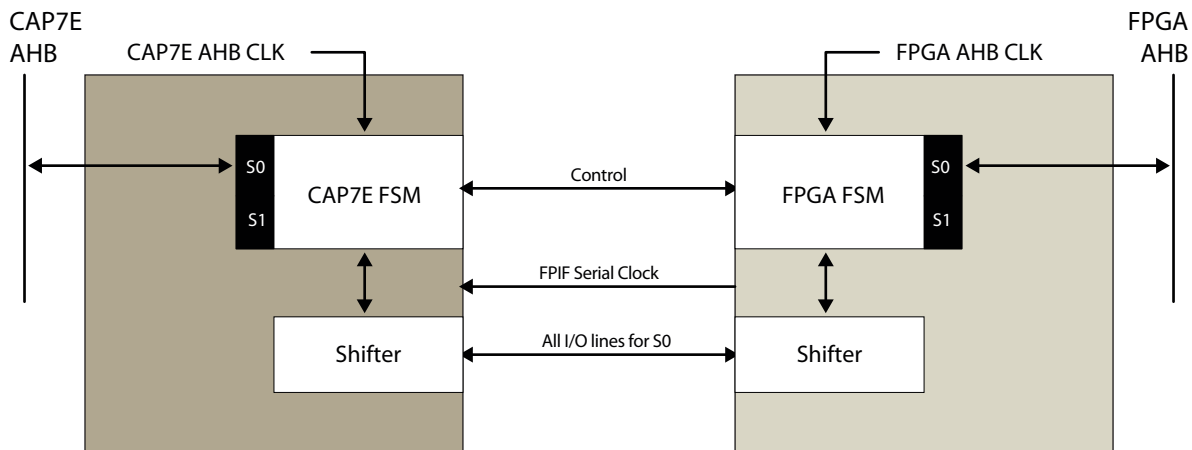 CAP7E
AHB
FPGA
AHB
CAP7E AHB CLK
FPGA AHB CLK
S0
S1
CAP7E FSM
Control
FPGA FSM
S0
S1
FPIF Serial Clock
Shifter
All I/O lines for S0
Shifter